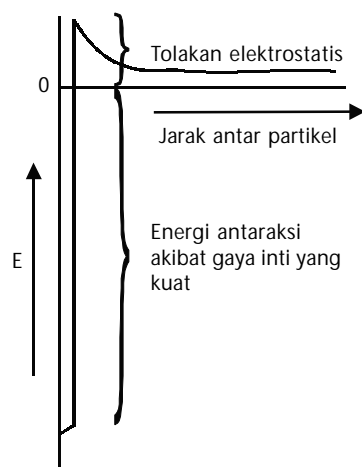 Tolakan elektrostatis
0
Jarak antar partikel
Energi antaraksi
akibat gaya inti yang
kuat
E